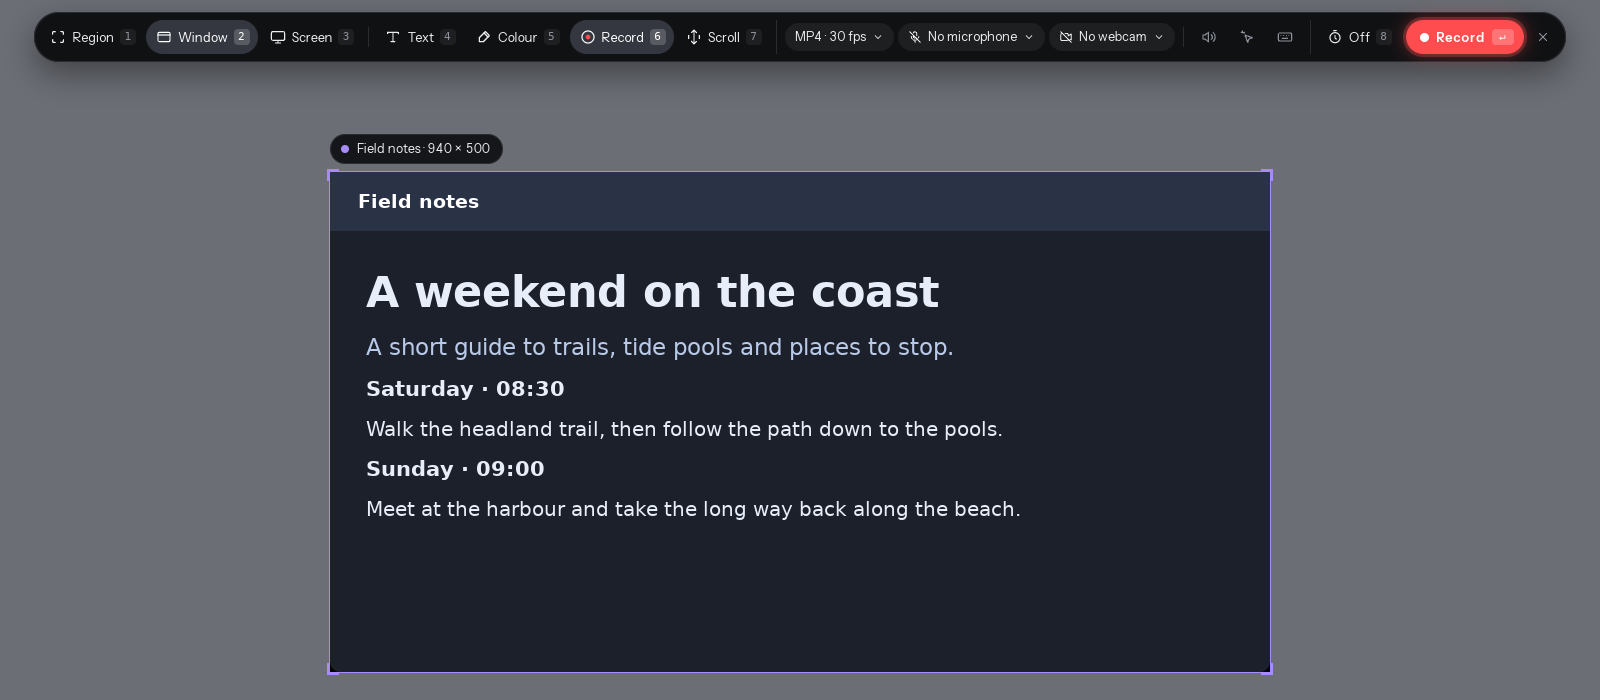 Region 1 Window 2 Screen 3 Text 4 Colour 5 Record 6 Scroll 7 MP4 · 30 fps No microphone No webcam Off 8 Record ↵
Field notes · 940 × 500
Field notes
A weekend on the coast
A short guide to trails, tide pools and places to stop.
Saturday · 08:30
Walk the headland trail, then follow the path down to the pools.
Sunday · 09:00
Meet at the harbour and take the long way back along the beach.